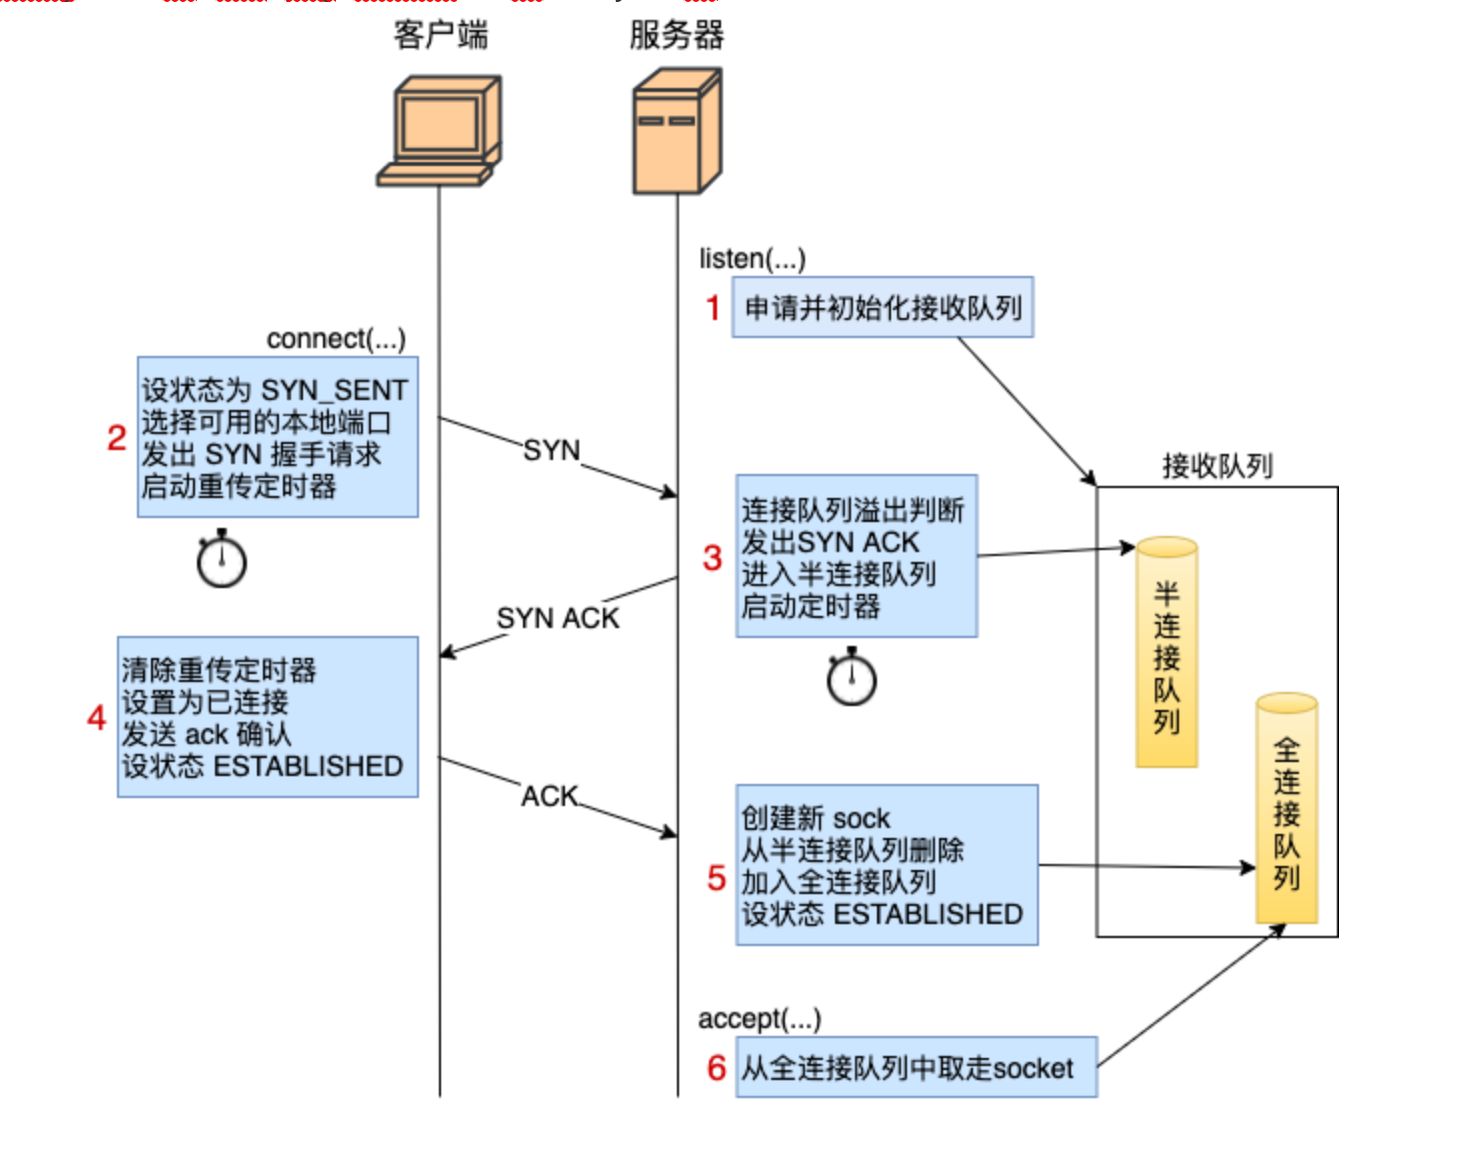 客户端
服务器
listen(...)
1
申请并初始化接收队列
connect(...)
2
设状态为 SYN_SENT
选择可用的本地端口
发出 SYN 握手请求
启动重传定时器
SYN
接收队列
3
连接队列溢出判断
发出SYN ACK
进入半连接队列
启动定时器
半连接队列
SYN ACK
4
清除重传定时器
设置为已连接
发送 ack 确认
设状态 ESTABLISHED
全连接队列
ACK
5
创建新 sock
从半连接队列删除
加入全连接队列
设状态 ESTABLISHED
accept(...)
6
从全连接队列中取走socket